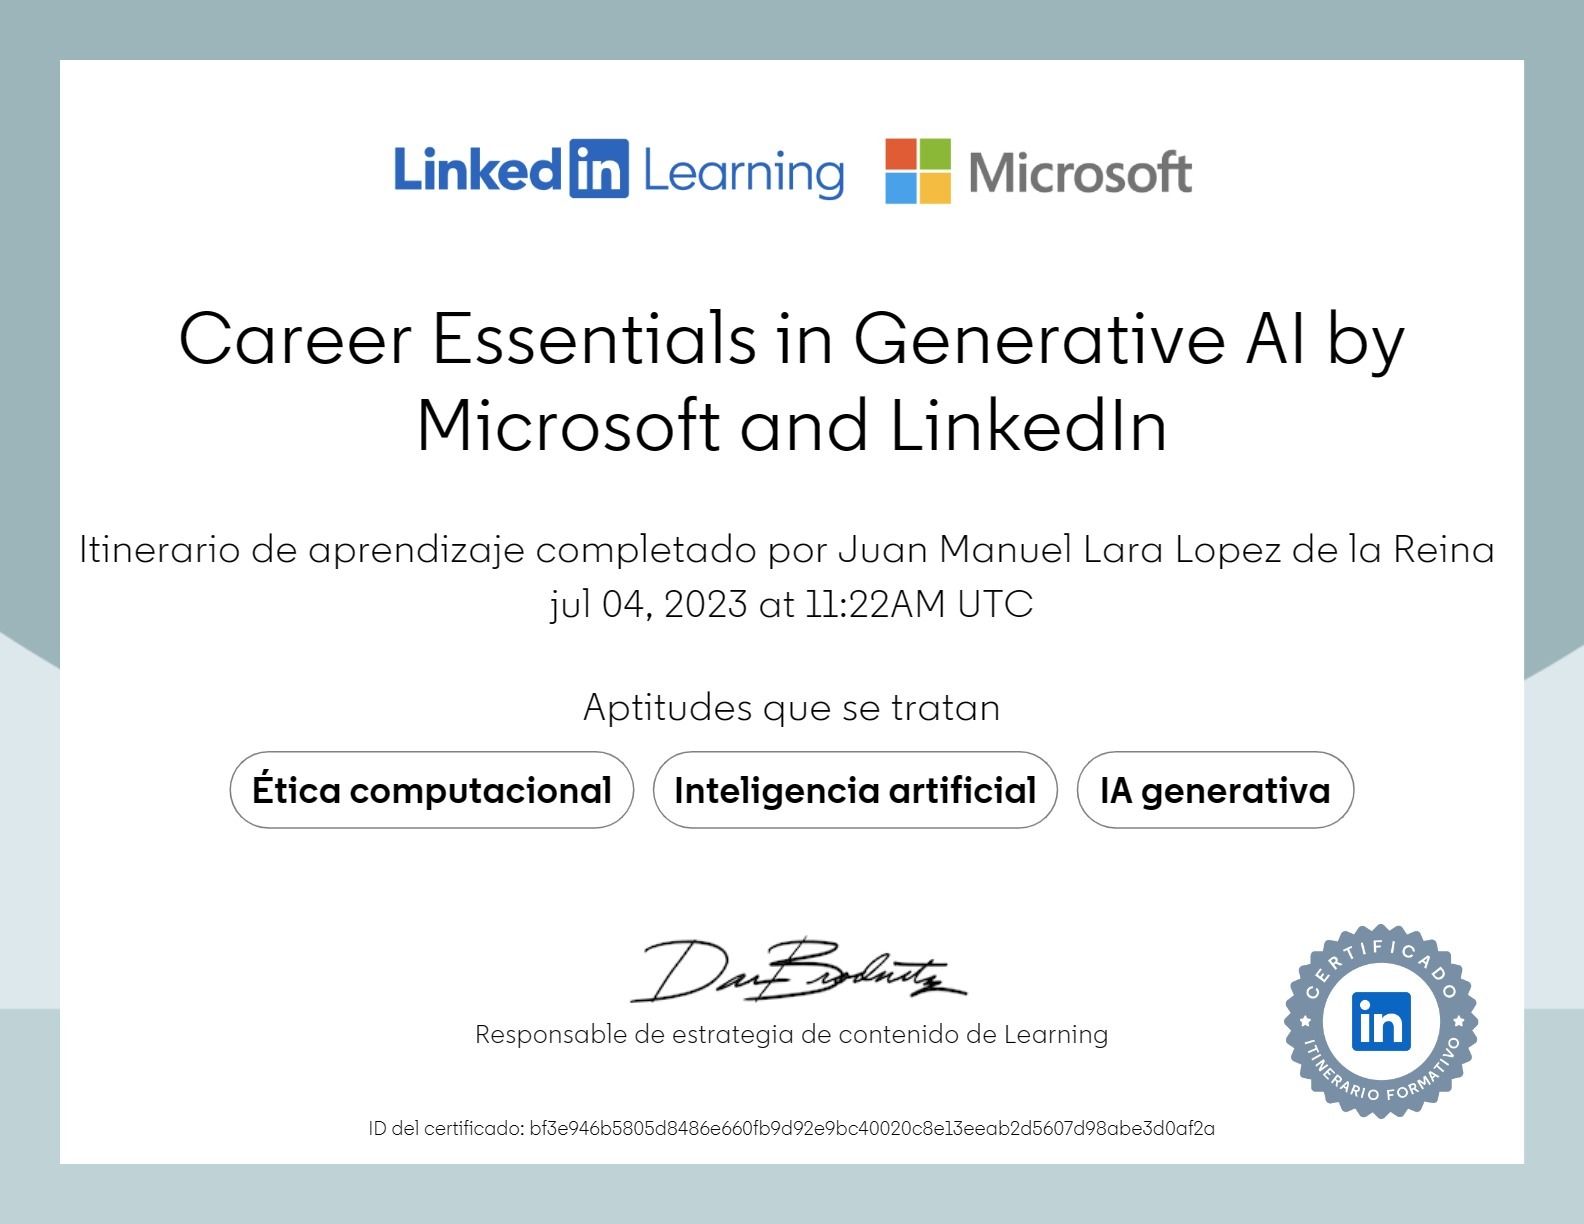 LinkedIn Learning Microsoft
Career Essentials in Generative AI by
Microsoft and LinkedIn
Itinerario de aprendizaje completado por Juan Manuel Lara Lopez de la Reina
jul 04, 2023 at 11:22AM UTC
Aptitudes que se tratan
Ética computacional Inteligencia artificial IA generativa
Dan Brodnitz
Responsable de estrategia de contenido de Learning
CERTIFICADO
in
ITINERARIO FORMATIVO
ID del certificado: bf3e946b5805d8486e660fb9d92e9bc40020c8e13eeab2d5607d98abe3d0af2a